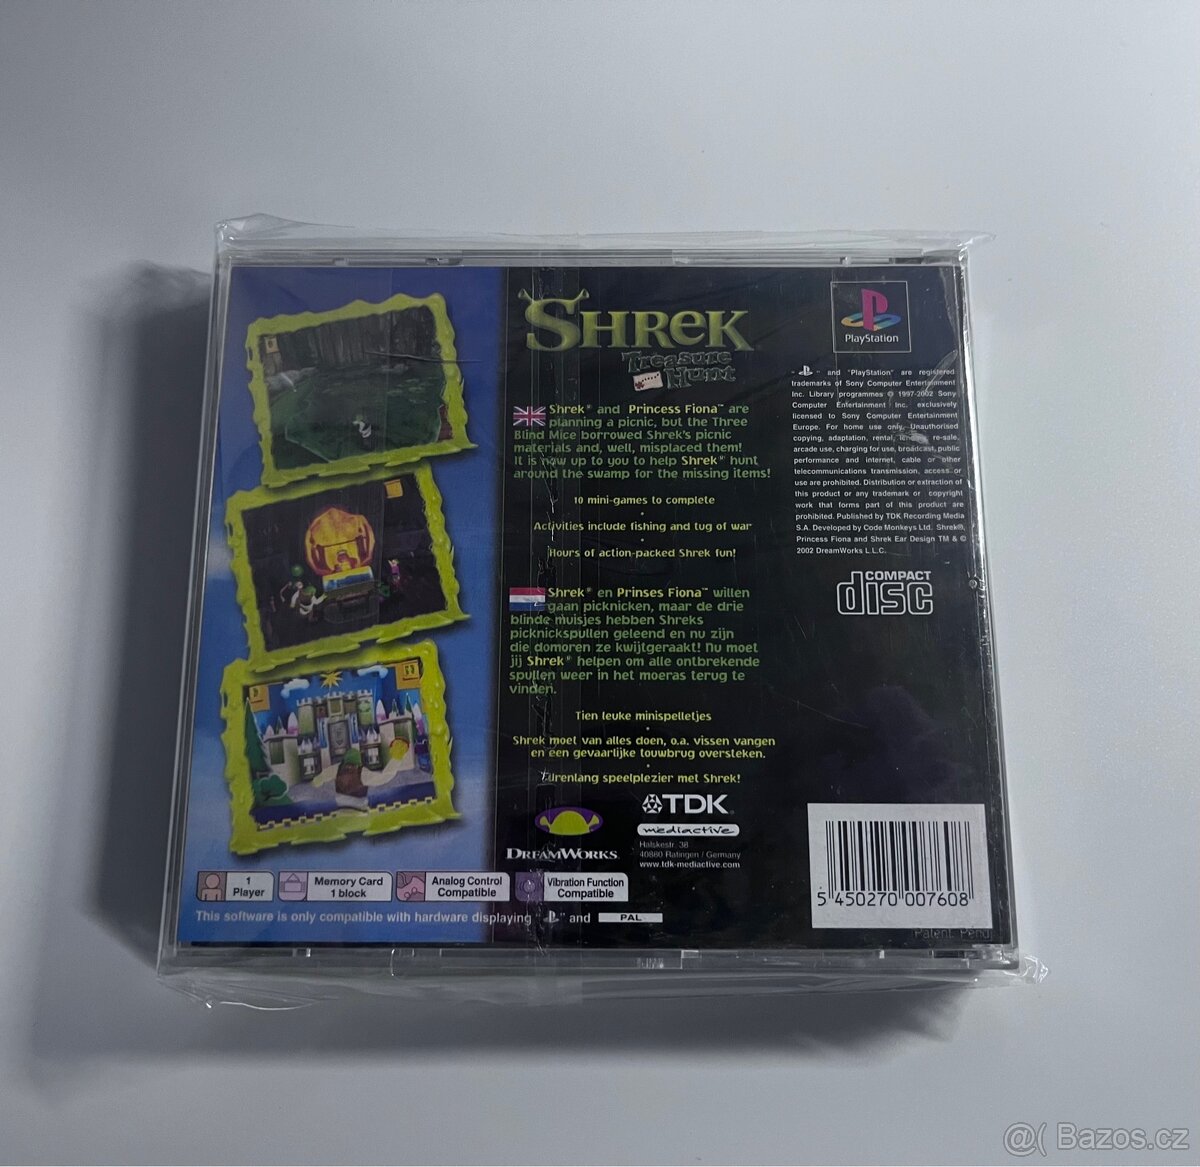 SHREK
Treasure
Hunt
Shrek® and Princess Fiona™ are
planning a picnic, but the Three
Blind Mice borrowed Shrek's picnic
materials and, well, misplaced them!
It is now up to you to help Shrek® hunt
around the swamp for the missing items!
10 mini-games to complete
•
Activities include fishing and tug of war
•
Hours of action-packed Shrek fun!
Shrek® en Prinses Fiona™ willen
gaan picknicken, maar de drie
blinde muisjes hebben Shreks
picknickspullen geleend en nu zijn
die domoren ze kwijtgeraakt! Nu moet
jij Shrek® helpen om alle ontbrekende
spullen weer in het moeras terug te
vinden.
Tien leuke minispelletjes
•
Shrek moet van alles doen, o.a. vissen vangen
en een gevaarlijke touwbrug oversteken.
•
Urenlang speelplezier met Shrek!
DREAMWORKS
TDK
mediactive
Halskestr. 38
40880 Ratingen / Germany
www.tdk-mediactive.com
PlayStation
" " and "PlayStation" are registered
trademarks of Sony Computer Entertainment
Inc. Library programmes © 1997-2002 Sony
Computer Entertainment Inc. exclusively
licensed to Sony Computer Entertainment
Europe. For home use only. Unauthorised
copying, adaptation, rental, lending, re-sale,
arcade use, charging for use, broadcast, public
performance and internet, cable or other
telecommunications transmission, access or
use are prohibited. Distribution or extraction of
this product or any trademark or copyright
work that forms part of this product are
prohibited. Published by TDK Recording Media
S.A. Developed by Code Monkeys Ltd. Shrek®,
Princess Fiona and Shrek Ear Design TM & ©
2002 DreamWorks L.L.C.
COMPACT
disc
5 450270 007608
Patent Pend
1
Player
Memory Card
1 block
Analog Control
Compatible
Vibration Function
Compatible
This software is only compatible with hardware displaying " " and PAL
@( Bazos.cz